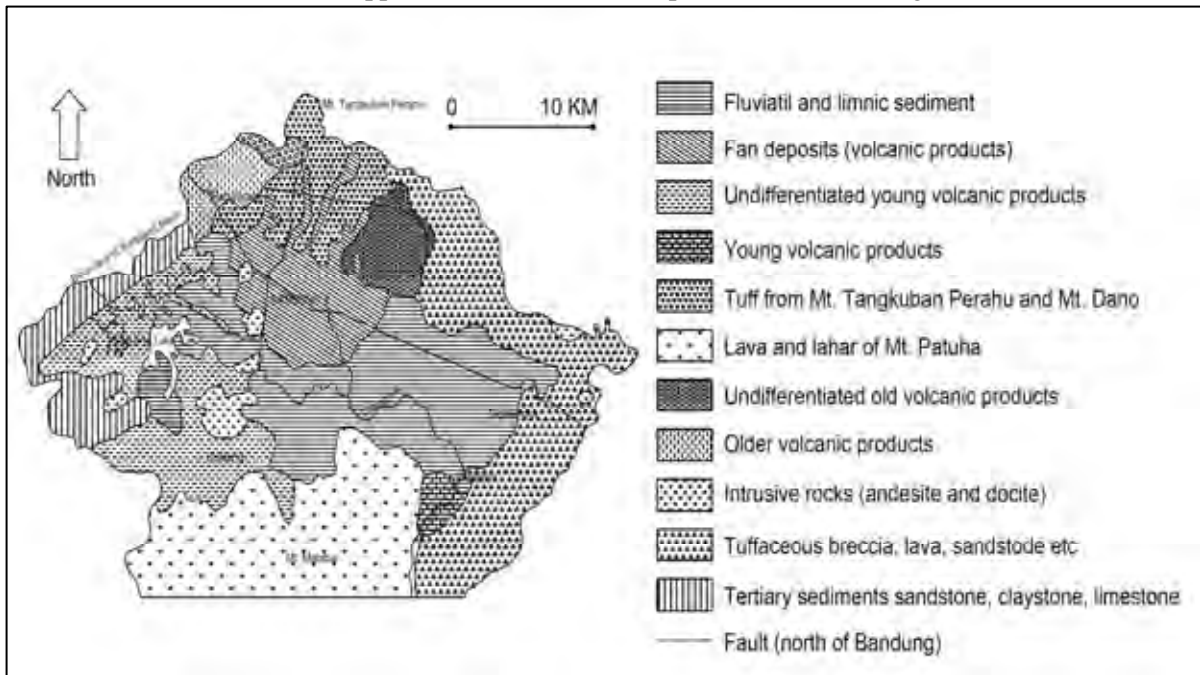 Mt. Tangkuban Perahu
0 10 KM
North
Fluviatil and limnic sediment
Fan deposits (volcanic products)
Undifferentiated young volcanic products
Young volcanic products
Tuff from Mt. Tangkuban Perahu and Mt. Dano
Lava and lahar of Mt. Patuha
Undifferentiated old volcanic products
Older volcanic products
Intrusive rocks (andesite and docite)
Tuffaceous breccia, lava, sandstode etc
Tertiary sediments sandstone, claystone, limestone
Fault (north of Bandung)